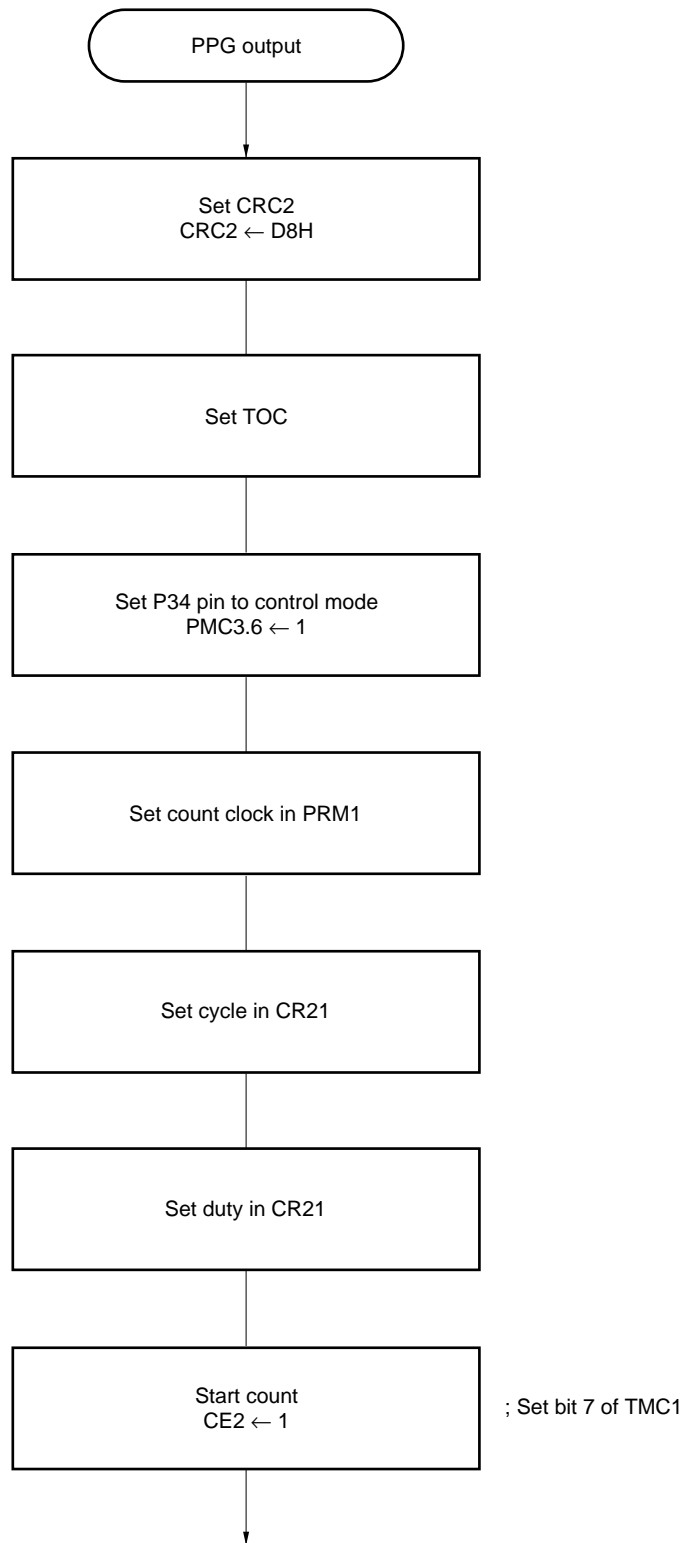 PPG output
Set CRC2
CRC2 ← D8H
Set TOC
Set P34 pin to control mode
PMC3.6 ← 1
Set count clock in PRM1
Set cycle in CR21
Set duty in CR21
Start count
CE2 ← 1
; Set bit 7 of TMC1